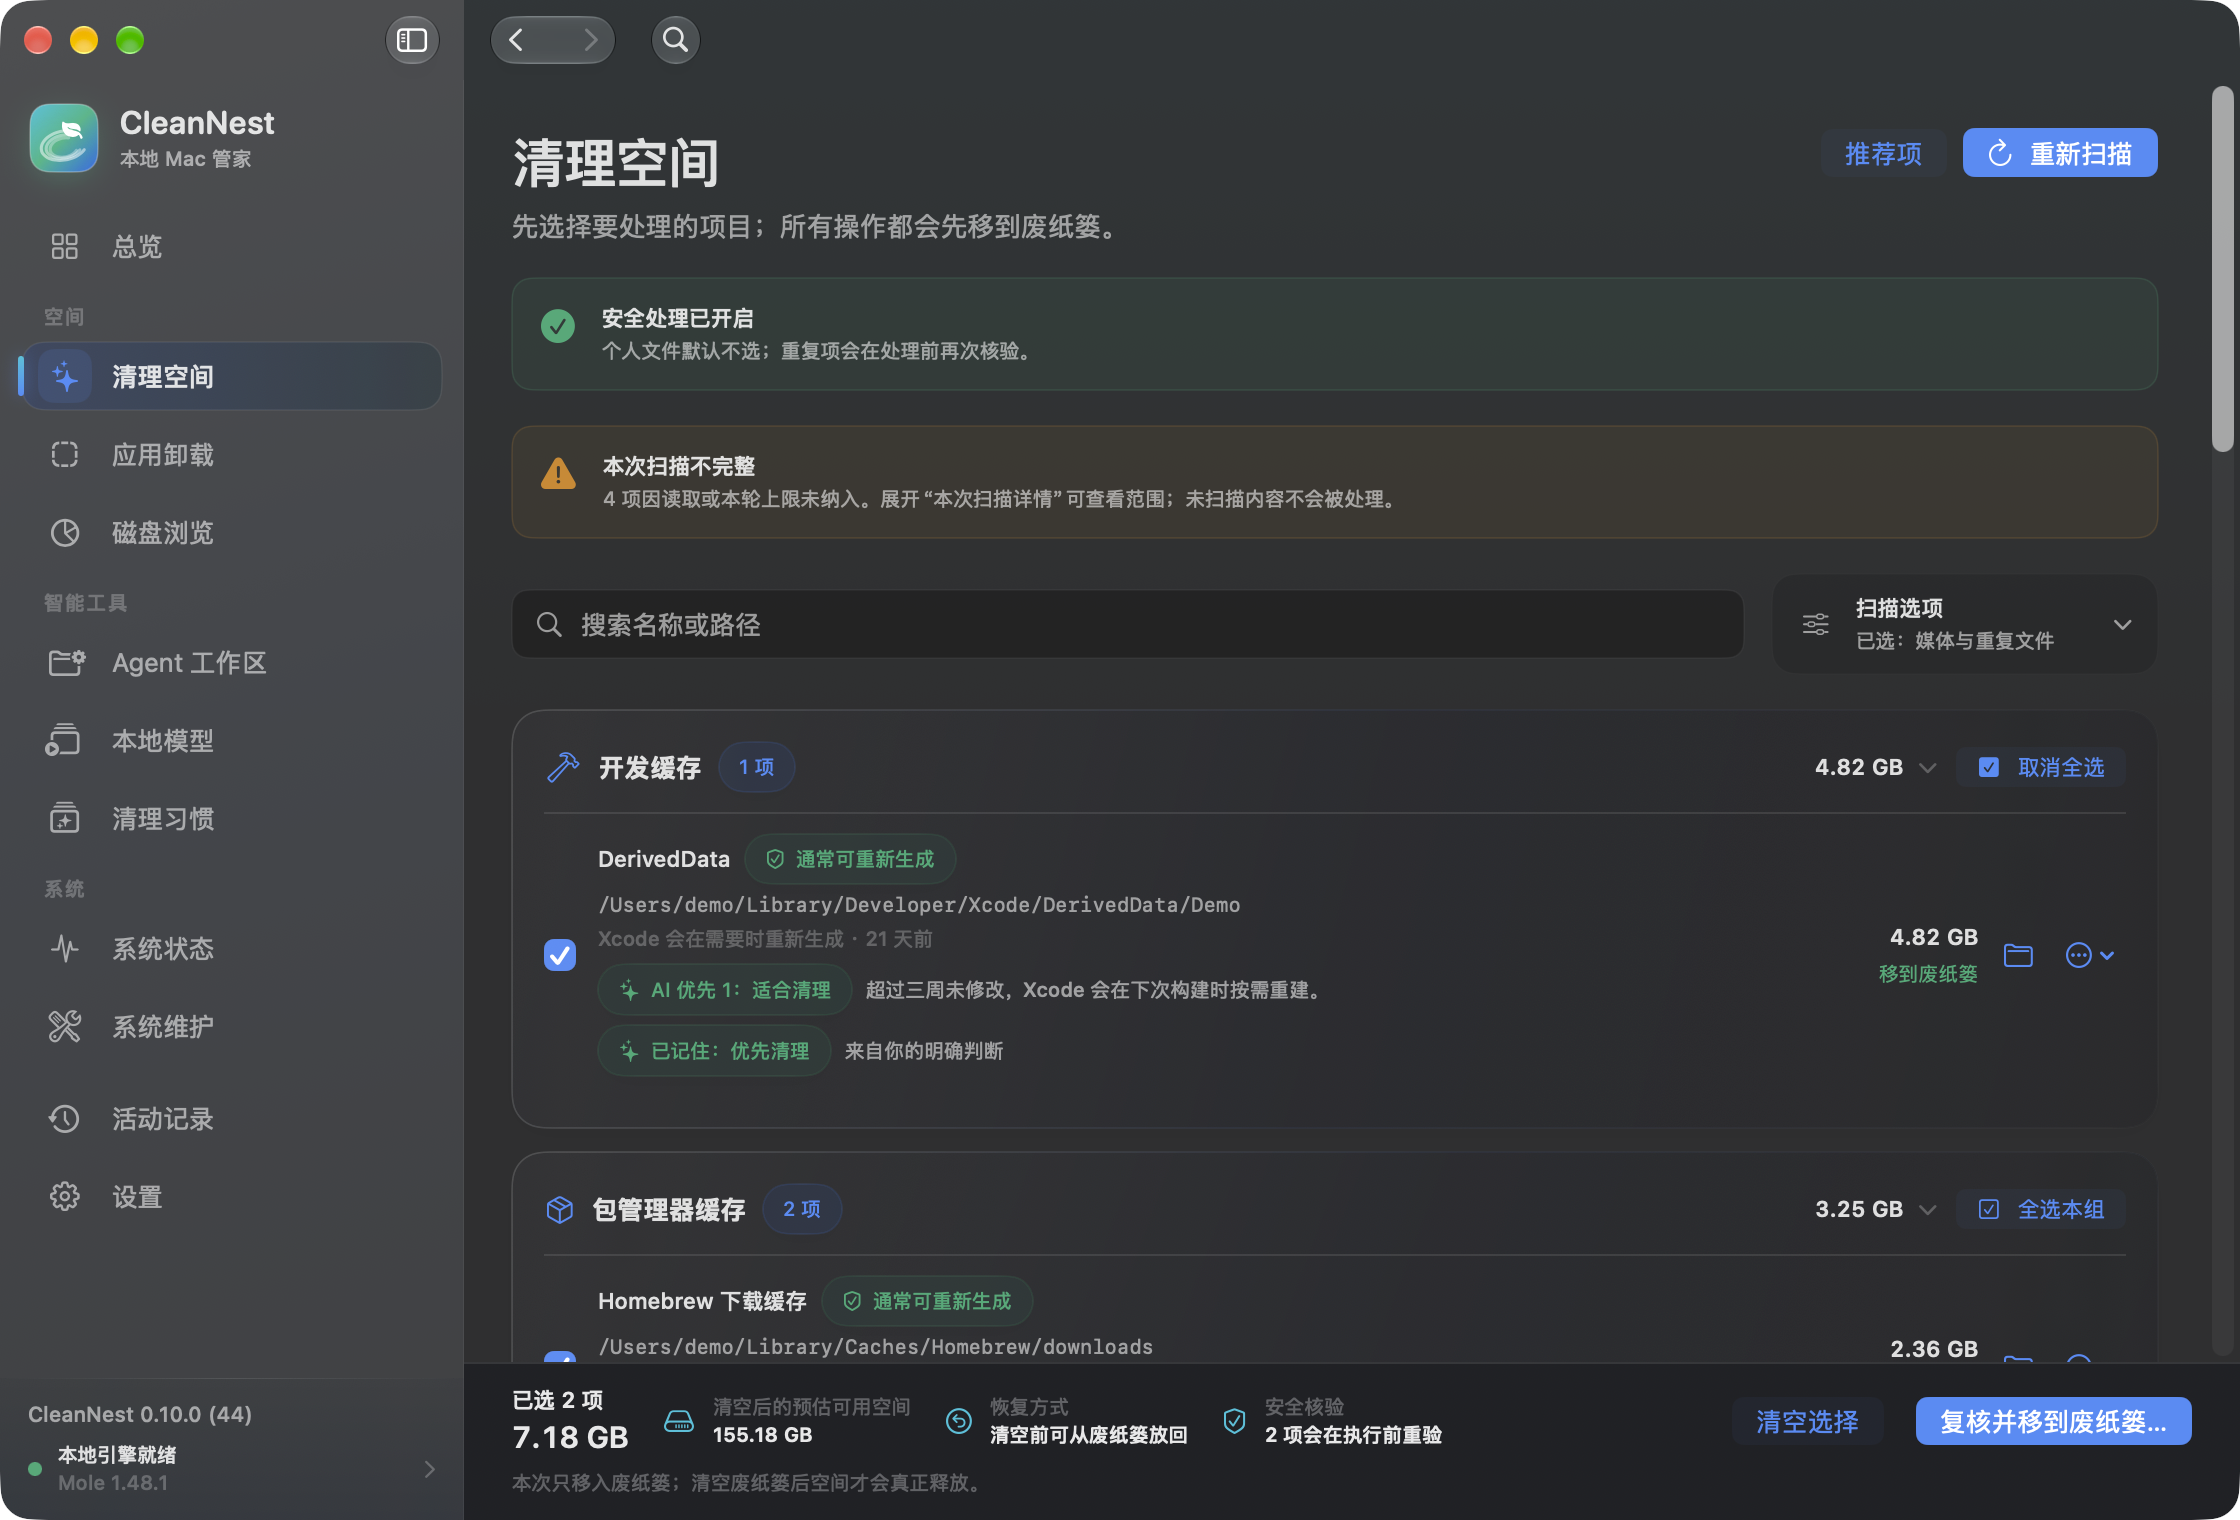 CleanNest
本地 Mac 管家
总览
空间
清理空间
应用卸载
磁盘浏览
智能工具
Agent 工作区
本地模型
清理习惯
系统
系统状态
系统维护
活动记录
设置
CleanNest 0.10.0 (44)
本地引擎就绪
Mole 1.48.1
清理空间
先选择要处理的项目；所有操作都会先移到废纸篓。
推荐项
重新扫描
安全处理已开启
个人文件默认不选；重复项会在处理前再次核验。
本次扫描不完整
4 项因读取或本轮上限未纳入。展开“本次扫描详情”可查看范围；未扫描内容不会被处理。
搜索名称或路径
扫描选项
已选：媒体与重复文件
开发缓存
1 项
4.82 GB
取消全选
DerivedData
通常可重新生成
/Users/demo/Library/Developer/Xcode/DerivedData/Demo
Xcode 会在需要时重新生成 · 21 天前
AI 优先 1：适合清理
超过三周未修改，Xcode 会在下次构建时按需重建。
已记住：优先清理
来自你的明确判断
4.82 GB
移到废纸篓
包管理器缓存
2 项
3.25 GB
全选本组
Homebrew 下载缓存
通常可重新生成
/Users/demo/Library/Caches/Homebrew/downloads
2.36 GB
已选 2 项
7.18 GB
清空后的预估可用空间
155.18 GB
恢复方式
清空前可从废纸篓放回
安全核验
2 项会在执行前重验
本次只移入废纸篓；清空废纸篓后空间才会真正释放。
清空选择
复核并移到废纸篓...